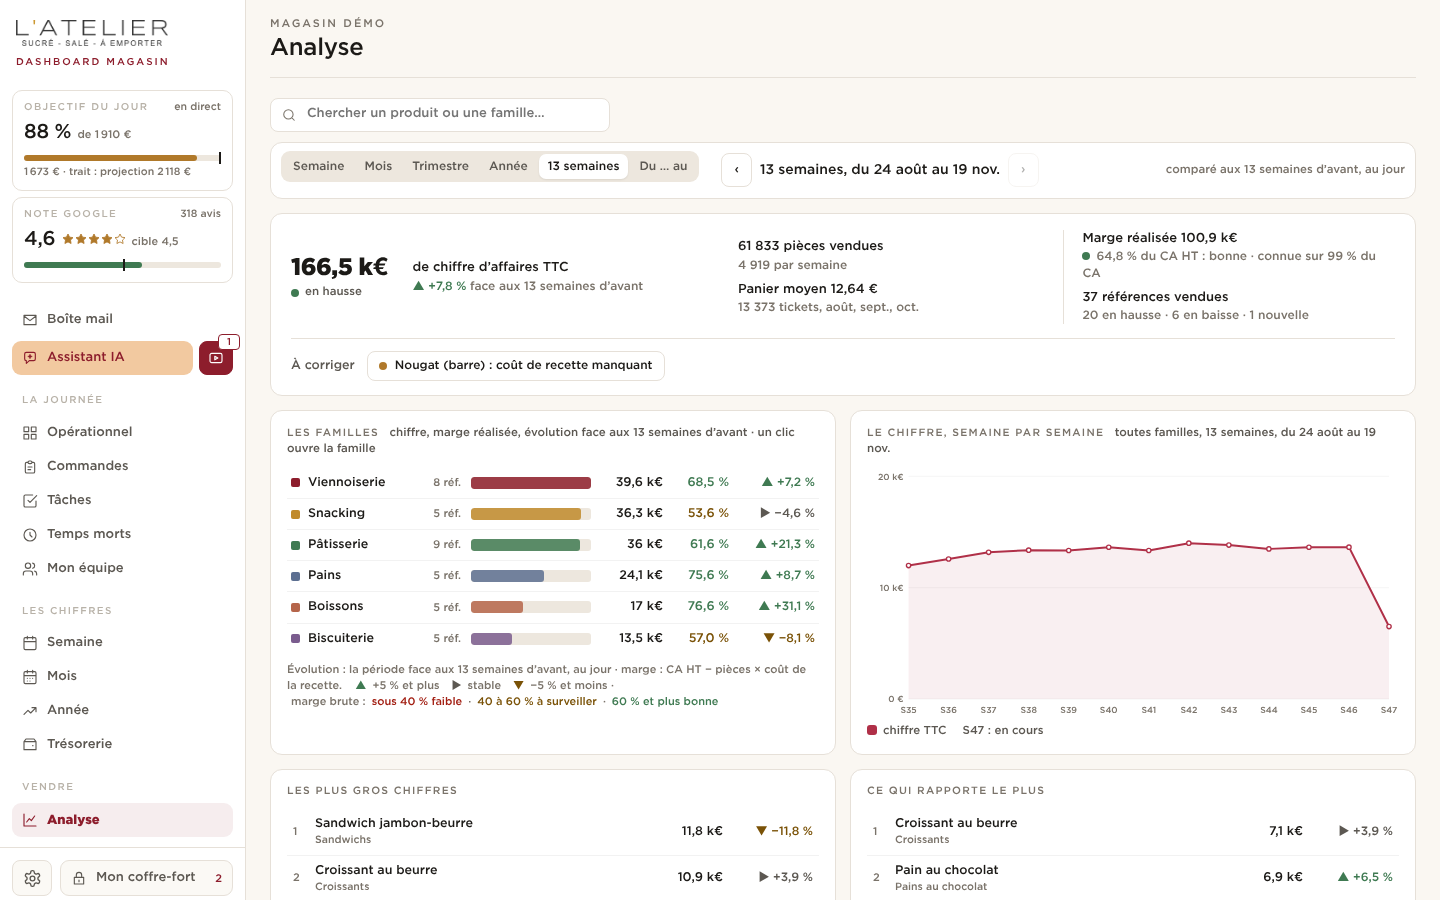 L'ATELIER
SUCRÉ - SALÉ - À EMPORTER
DASHBOARD MAGASIN
OBJECTIF DU JOUR en direct
88 % de 1 910 €
1 673 € · trait : projection 2 118 €
NOTE GOOGLE 318 avis
4,6 cible 4,5
Boîte mail
Assistant IA 1
LA JOURNÉE
Opérationnel
Commandes
Tâches
Temps morts
Mon équipe
LES CHIFFRES
Semaine
Mois
Année
Trésorerie
VENDRE
Analyse
Mon coffre-fort 2
MAGASIN DÉMO
Analyse
Chercher un produit ou une famille...
Semaine Mois Trimestre Année 13 semaines Du ... au ‹ 13 semaines, du 24 août au 19 nov. › comparé aux 13 semaines d'avant, au jour
166,5 k€
en hausse
de chiffre d'affaires TTC
▲ +7,8 % face aux 13 semaines d'avant
61 833 pièces vendues
4 919 par semaine
Panier moyen 12,64 €
13 373 tickets, août, sept., oct.
Marge réalisée 100,9 k€
64,8 % du CA HT : bonne · connue sur 99 % du
CA
37 références vendues
20 en hausse · 6 en baisse · 1 nouvelle
À corriger Nougat (barre) : coût de recette manquant
LES FAMILLES chiffre, marge réalisée, évolution face aux 13 semaines d'avant · un clic
ouvre la famille
Viennoiserie 8 réf. 39,6 k€ 68,5 % ▲ +7,2 %
Snacking 5 réf. 36,3 k€ 53,6 % ▶ −4,6 %
Pâtisserie 9 réf. 36 k€ 61,6 % ▲ +21,3 %
Pains 5 réf. 24,1 k€ 75,6 % ▲ +8,7 %
Boissons 5 réf. 17 k€ 76,6 % ▲ +31,1 %
Biscuiterie 5 réf. 13,5 k€ 57,0 % ▼ −8,1 %
Évolution : la période face aux 13 semaines d'avant, au jour · marge : CA HT − pièces × coût de
la recette. ▲ +5 % et plus ▶ stable ▼ −5 % et moins ·
marge brute : sous 40 % faible · 40 à 60 % à surveiller · 60 % et plus bonne
LE CHIFFRE, SEMAINE PAR SEMAINE toutes familles, 13 semaines, du 24 août au 19
nov.
20 k€
10 k€
0 €
S35 S36 S37 S38 S39 S40 S41 S42 S43 S44 S45 S46 S47
chiffre TTC S47 : en cours
LES PLUS GROS CHIFFRES
1 Sandwich jambon-beurre 11,8 k€ ▼ −11,8 %
Sandwichs
2 Croissant au beurre 10,9 k€ ▶ +3,9 %
Croissants
CE QUI RAPPORTE LE PLUS
1 Croissant au beurre 7,1 k€ ▶ +3,9 %
Croissants
2 Pain au chocolat 6,9 k€ ▲ +6,5 %
Pains au chocolat